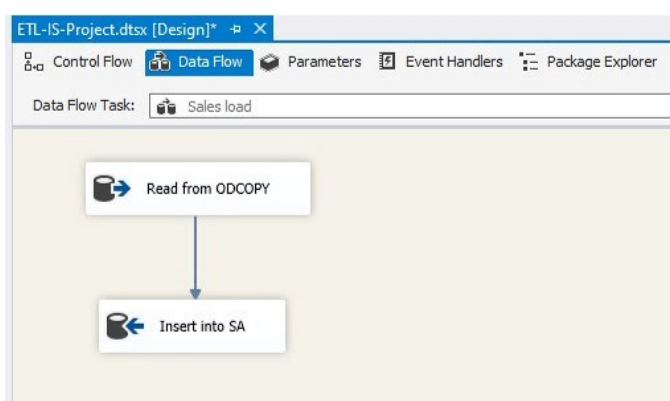 ETL-IS-Project.dtsx [Design]*
Control Flow Data Flow Parameters Event Handlers Package Explorer
Data Flow Task: Sales load
Read from ODCOPY
Insert into SA